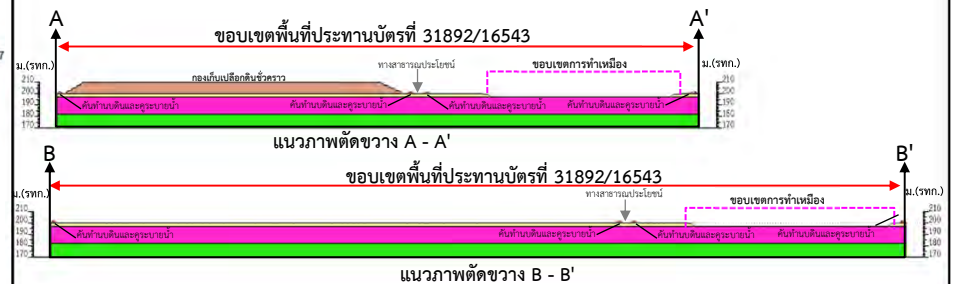 A A'
ขอบเขตพื้นที่ประทานบัตรที่ 31892/16543
ม.(รทก.) ทางสาธารณประโยชน์ ขอบเขตการทำเหมือง ม.(รทก.)
กองเก็บเปลือกดินชั่วคราว
210 210
200 200
190 190
180 คันทำนบดินและคูระบายน้ำ คันทำนบดินและคูระบายน้ำ คันทำนบดินและคูระบายน้ำ คันทำนบดินและคูระบายน้ำ
170 170
แนวภาพตัดขวาง A - A'
B B'
ขอบเขตพื้นที่ประทานบัตรที่ 31892/16543
ม.(รทก.) ทางสาธารณประโยชน์ ขอบเขตการทำเหมือง ม.(รทก.)
210 210
200 200
190 คันทำนบดินและคูระบายน้ำ คันทำนบดินและคูระบายน้ำ คันทำนบดินและคูระบายน้ำ คันทำนบดินและคูระบายน้ำ 190
180 180
170 170
แนวภาพตัดขวาง B - B'